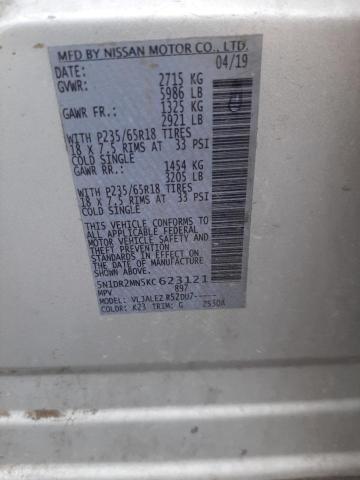 MFD BY NISSAN MOTOR CO., LTD.
DATE: 04/19
GVWR: 2715 KG
5986 LB
GAWR FR.: 1325 KG
2921 LB
WITH P235/65R18 TIRES
18 X 7.5 RIMS AT 33 PSI
COLD SINGLE
GAWR RR.: 1454 KG
3205 LB
WITH P235/65R18 TIRES
18 X 7.5 RIMS AT 33 PSI
COLD SINGLE
THIS VEHICLE CONFORMS TO
ALL APPLICABLE FEDERAL
MOTOR VEHICLE SAFETY
STANDARDS IN EFFECT ON
THE DATE OF MANUFACTURE
SHOWN ABOVE.
5N1DR2MN5KC623121
MPV 897
MODEL: VLJALEZ R52DU7-----
COLOR: K23 TRIM: G 25308